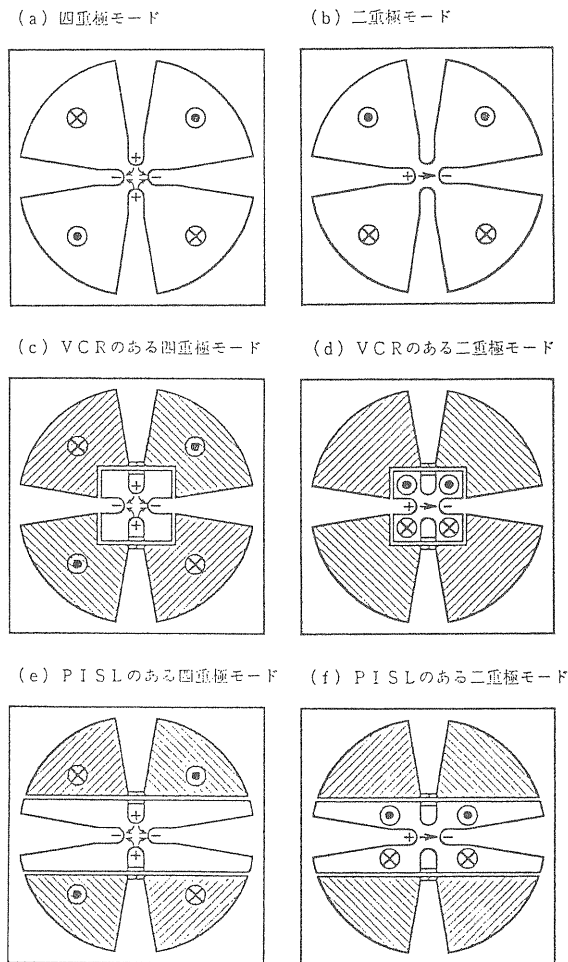 (a) 四重極モード
(b) 二重極モード
(c) VCRのある四重極モード
(d) VCRのある二重極モード
(e) PISLのある四重極モード
(f) PISLのある二重極モード